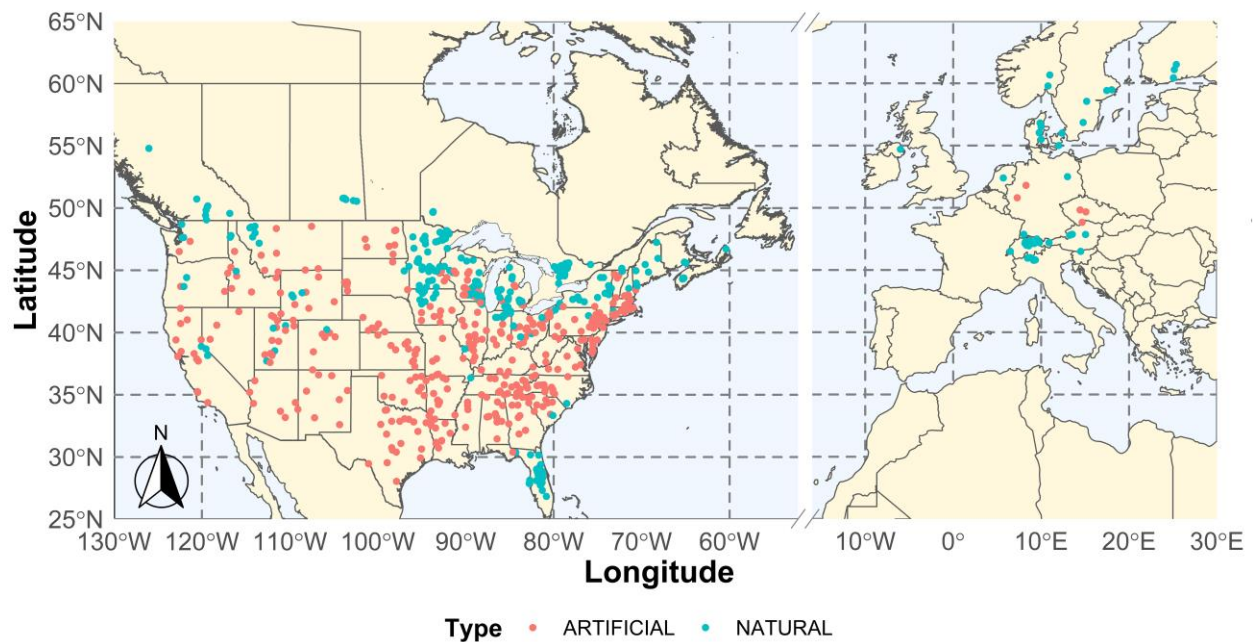 65°N
60°N
55°N
50°N
45°N
40°N
35°N
30°N
25°N
Latitude
N
130°W 120°W 110°W 100°W 90°W 80°W 70°W 60°W 10°W 0° 10°E 20°E 30°E
Longitude
Type ARTIFICIAL NATURAL